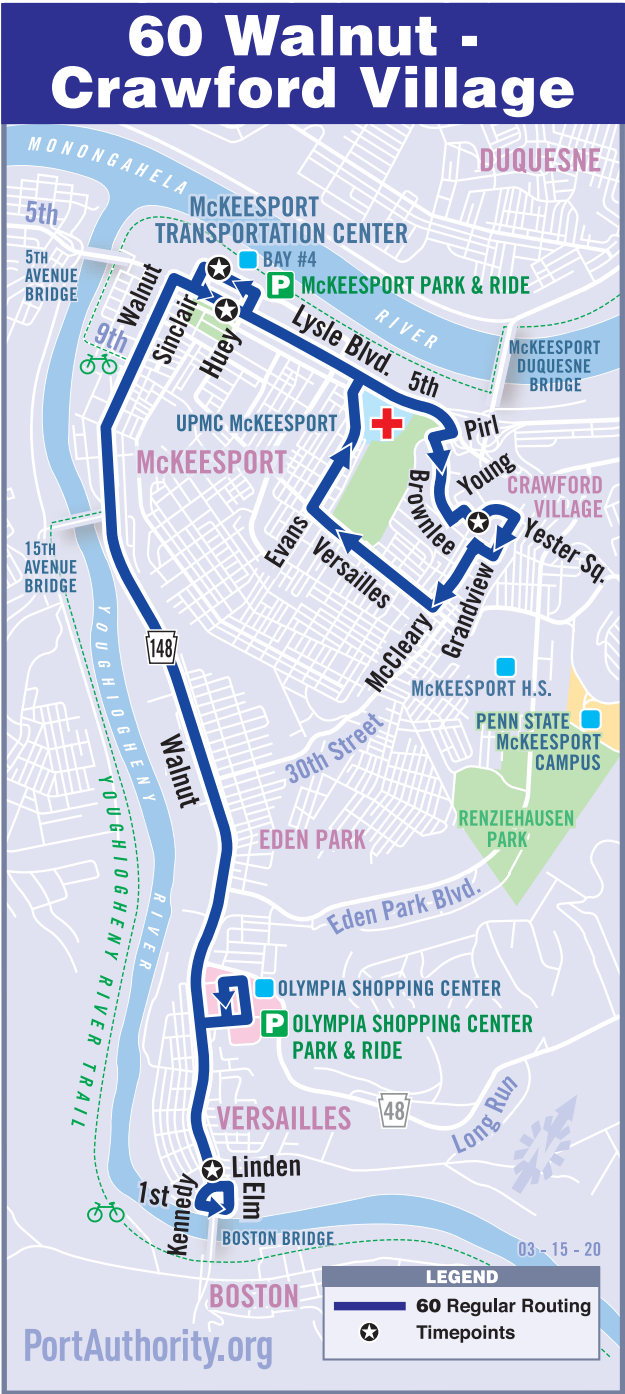 60 Walnut -
Crawford Village
MONONGAHELA
DUQUESNE
5th
McKEESPORT
TRANSPORTATION CENTER
BAY #4
5TH
AVENUE
BRIDGE
Walnut
P McKEESPORT PARK & RIDE
Sinclair
9th
Huey
Lysle Blvd.
RIVER
McKEESPORT
DUQUESNE
BRIDGE
5th
UPMC McKEESPORT
Pirl
McKEESPORT
Young
CRAWFORD
VILLAGE
Brownlee
Yester Sq.
Evans
Versailles
15TH
AVENUE
BRIDGE
Grandview
McCleary
148
YOUGHIOGHENY
McKEESPORT H.S.
PENN STATE
McKEESPORT
CAMPUS
Walnut
30th Street
YOUGHIOGHENY RIVER TRAIL
RENZIEHAUSEN
PARK
EDEN PARK
Eden Park Blvd.
RIVER
OLYMPIA SHOPPING CENTER
P OLYMPIA SHOPPING CENTER
PARK & RIDE
VERSAILLES
48
Long Run
Linden
1st
Kennedy
Elm
BOSTON BRIDGE
03 - 15 - 20
BOSTON
LEGEND
60 Regular Routing
Timepoints
PortAuthority.org